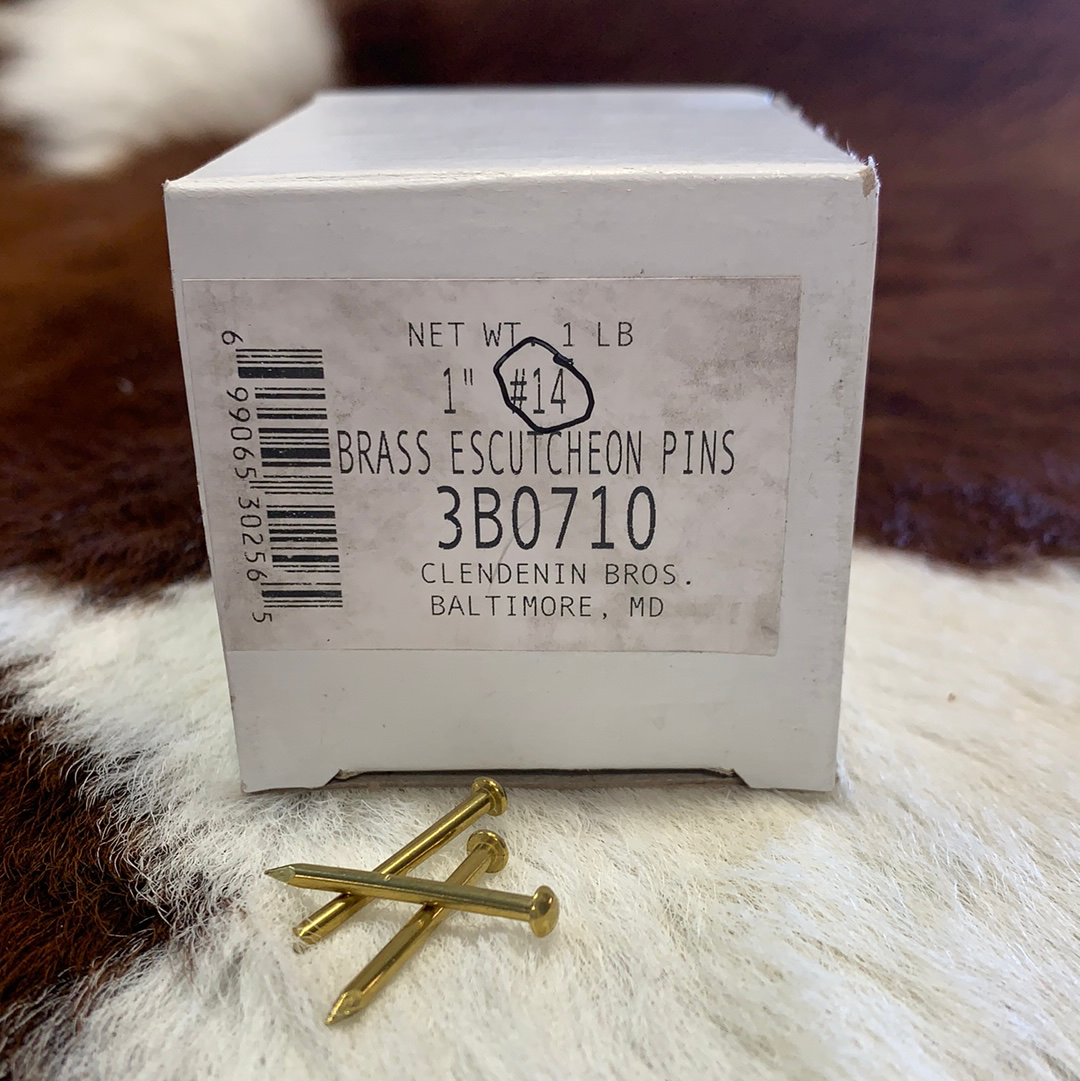 NET WT. 1 LB
1" #14
BRASS ESCUTCHEON PINS
3B0710
CLENDENIN BROS.
BALTIMORE, MD
6 99065 30256 5